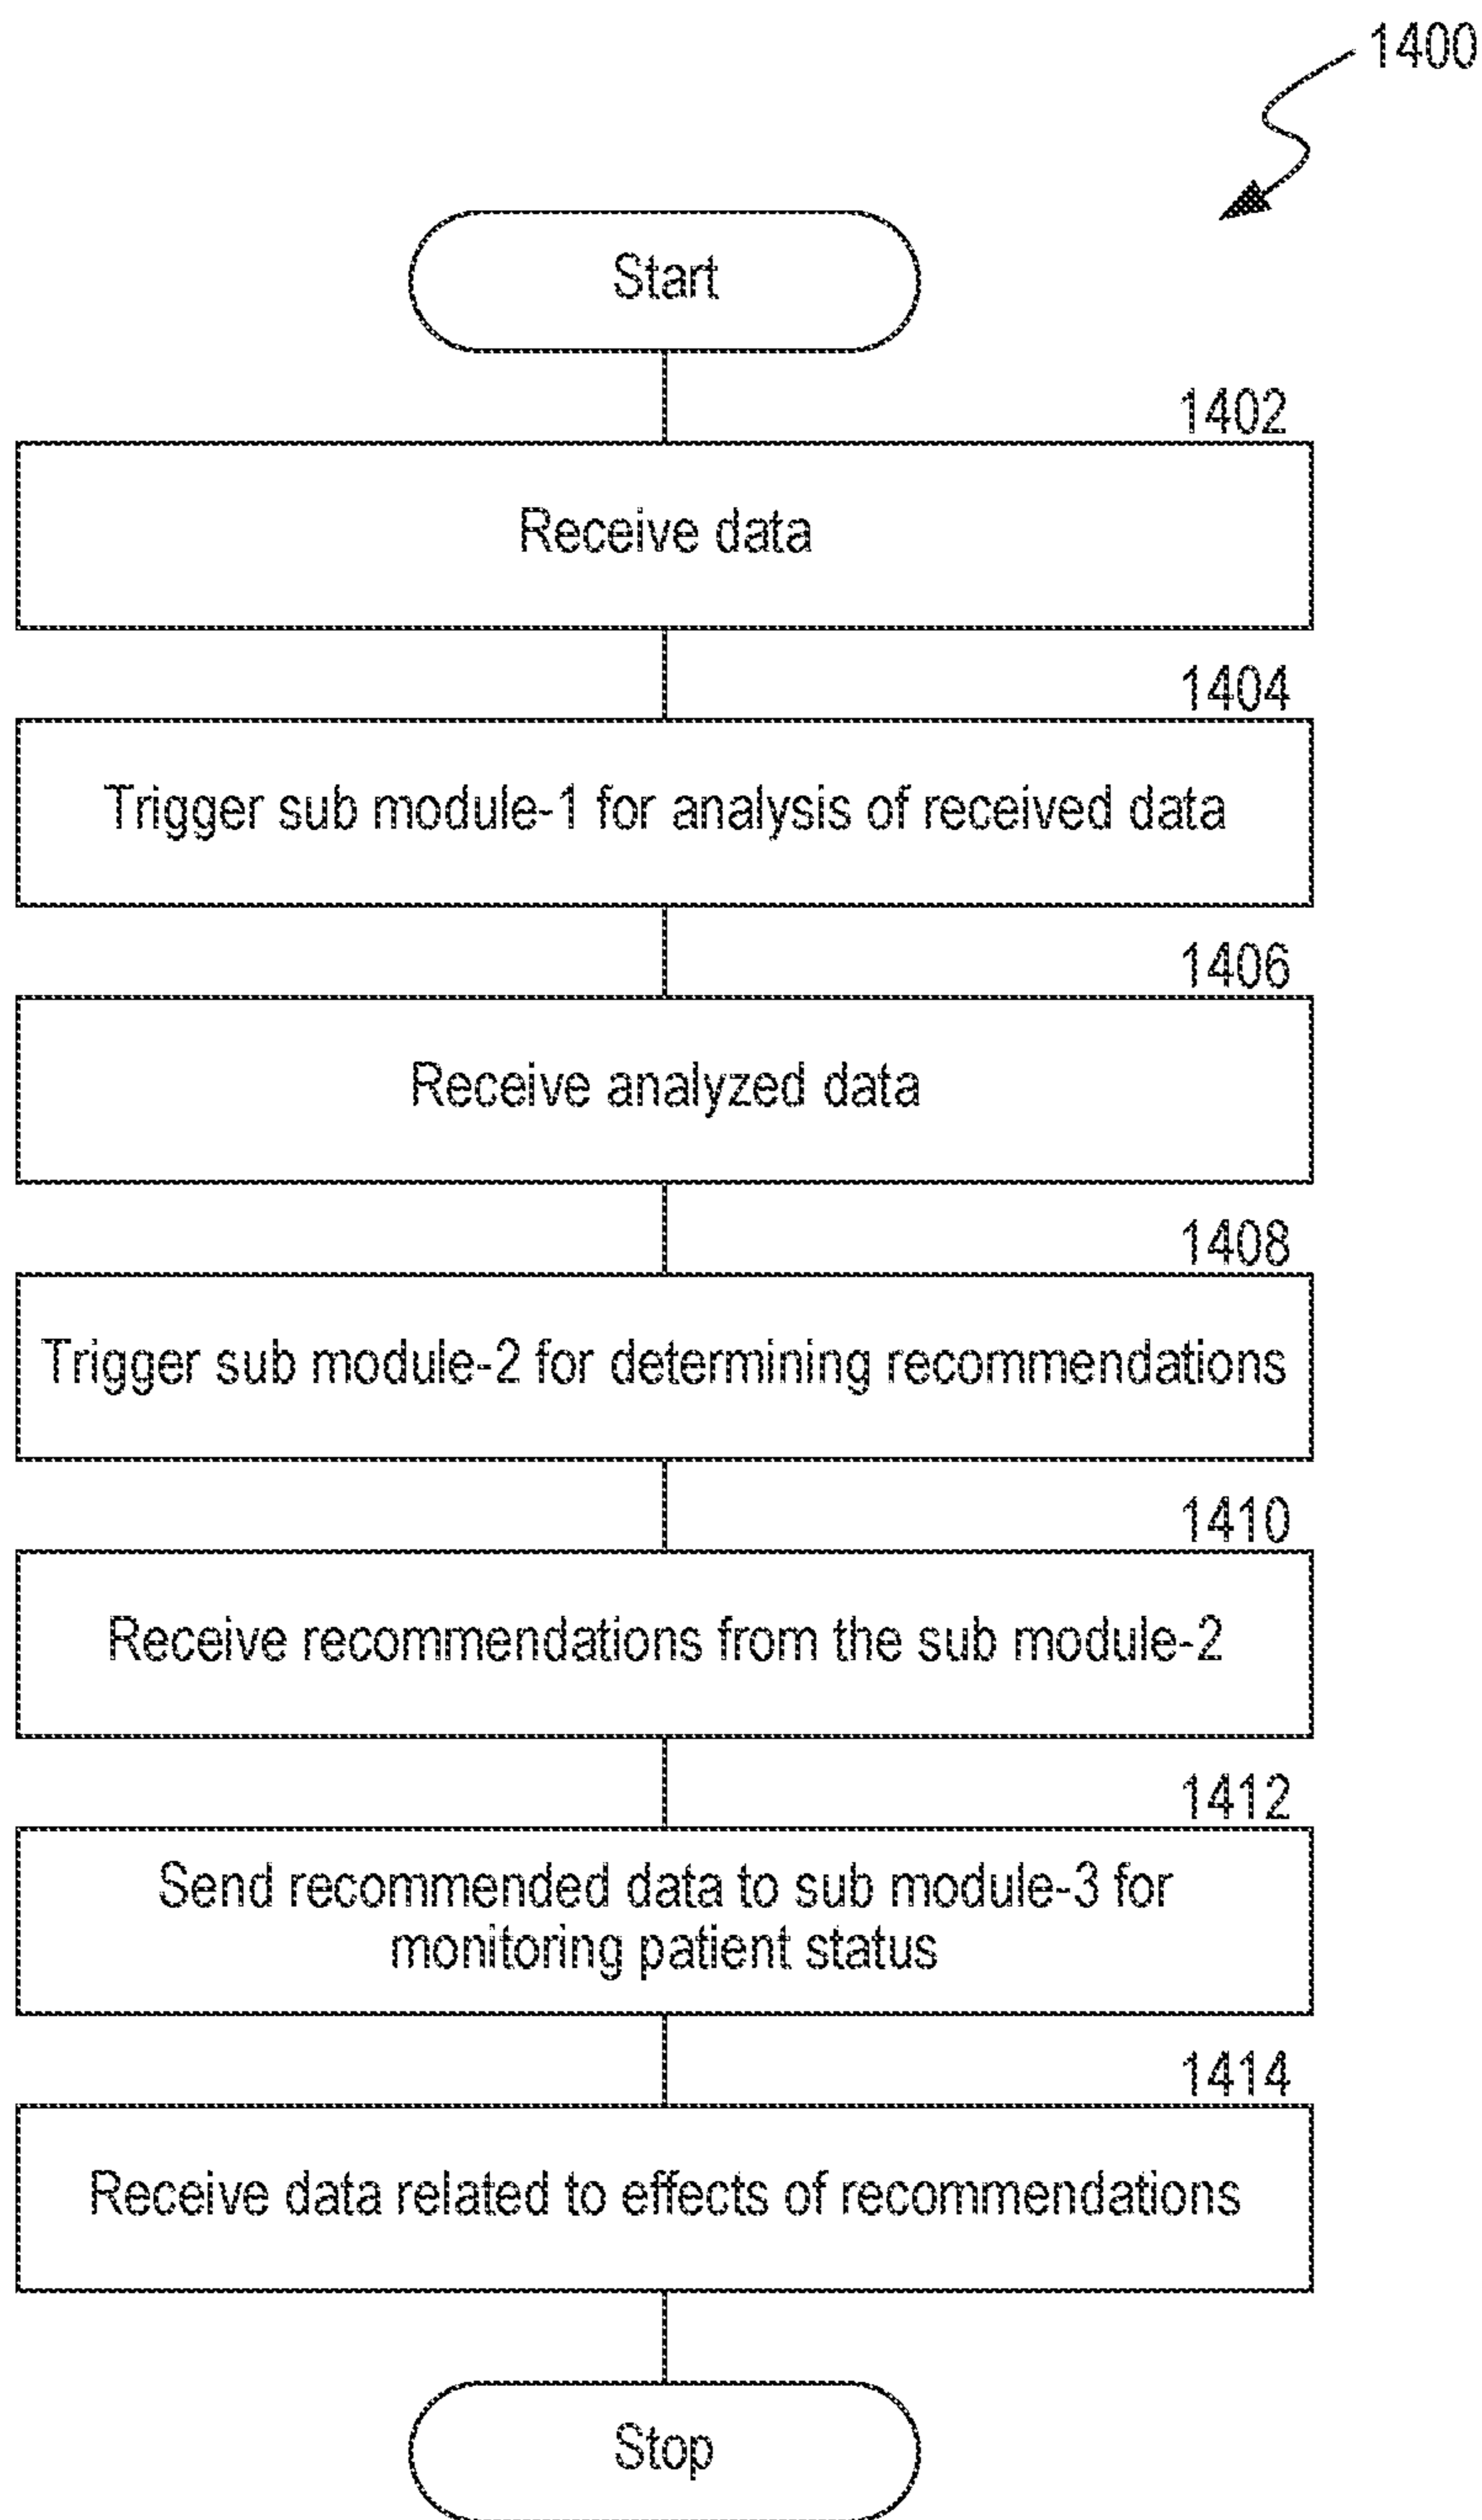 1400
Start
1402
Receive data
1404
Trigger sub module-1 for analysis of received data
1406
Receive analyzed data
1408
Trigger sub module-2 for determining recommendations
1410
Receive recommendations from the sub module-2
1412
Send recommended data to sub module-3 for
monitoring patient status
1414
Receive data related to effects of recommendations
Stop